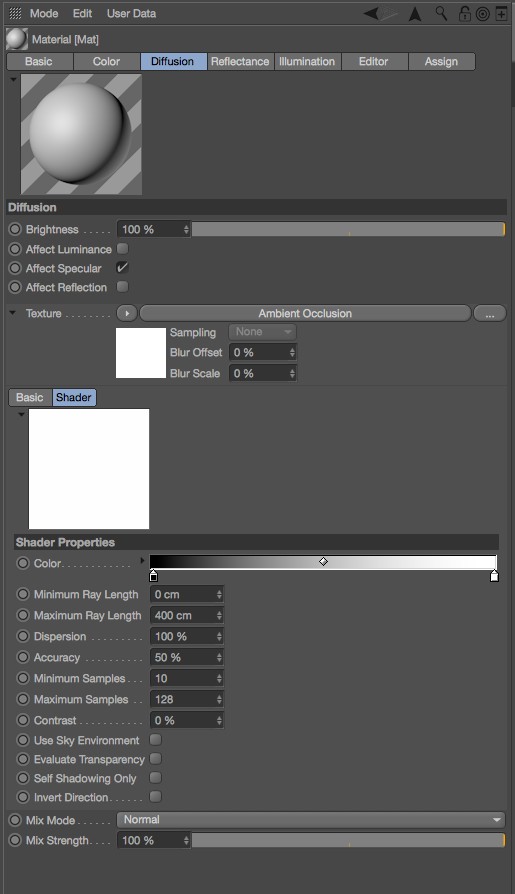 Mode Edit User Data
Material [Mat]
Basic Color Diffusion Reflectance Illumination Editor Assign
Diffusion
Brightness . . . . . 100 %
Affect Luminance
Affect Specular
Affect Reflection
Texture . . . . . . . . Ambient Occlusion ...
Sampling None
Blur Offset 0 %
Blur Scale 0 %
Basic Shader
Shader Properties
Color . . . . . . . . . . .
Minimum Ray Length 0 cm
Maximum Ray Length 400 cm
Dispersion . . . . . . . 100 %
Accuracy . . . . . . . . 50 %
Minimum Samples . . 10
Maximum Samples . . 128
Contrast . . . . . . . . 0 %
Use Sky Environment
Evaluate Transparency
Self Shadowing Only
Invert Direction . . . . .
Mix Mode . . . . . Normal
Mix Strength . . . 100 %